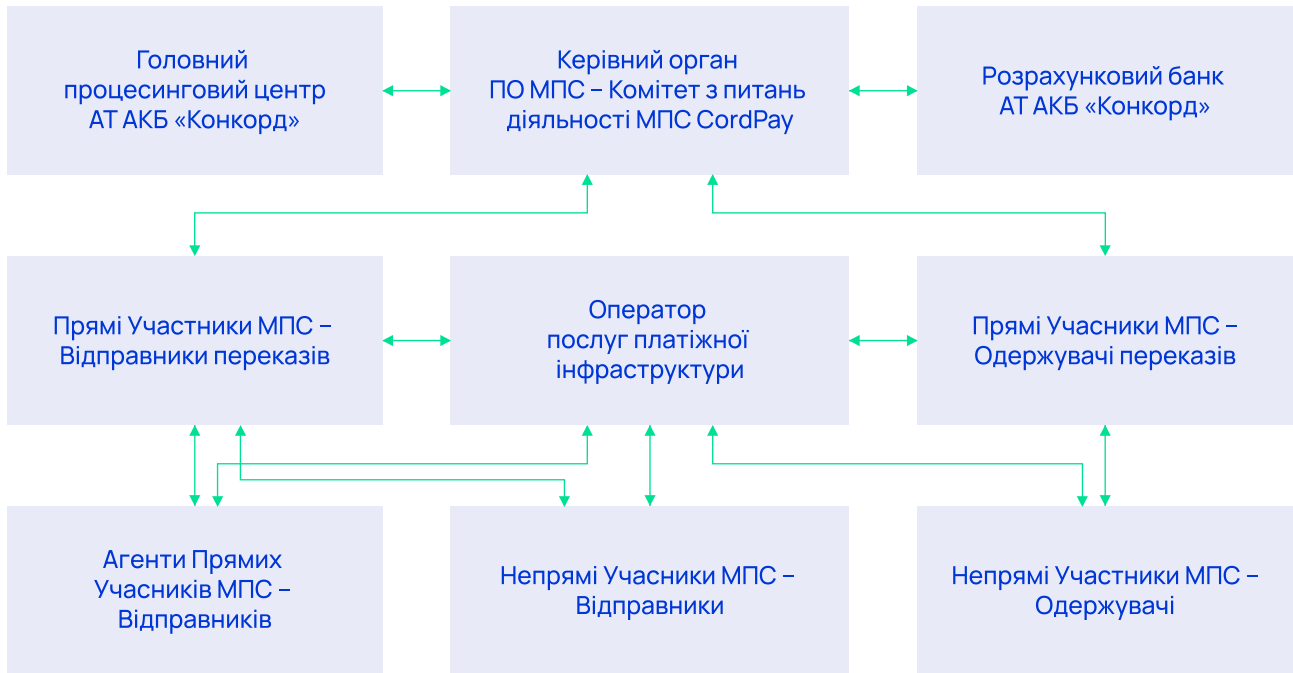 Головний
процесинговий центр
АТ АКБ «Конкорд»
Керівний орган
ПО МПС – Комітет з питань
діяльності МПС CordPay
Розрахунковий банк
АТ АКБ «Конкорд»
Прямі Участники МПС –
Відправники переказів
Оператор
послуг платіжної
інфраструктури
Прямі Учасники МПС –
Одержувачі переказів
Агенти Прямих
Учасників МПС –
Відправників
Непрямі Учасники МПС –
Відправники
Непрямі Участники МПС –
Одержувачі